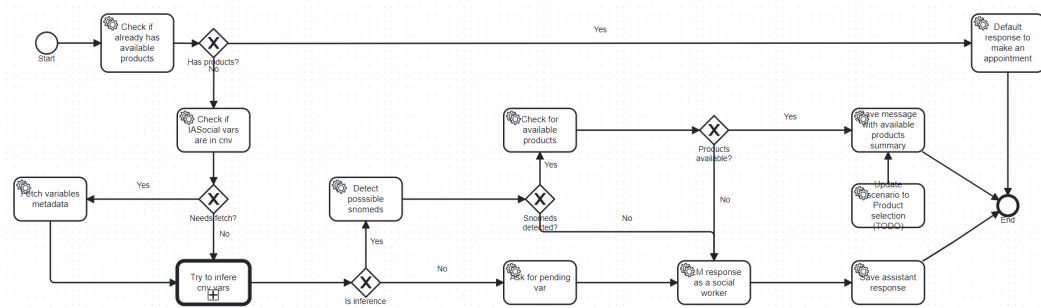 Check if
already has
available
products
Start
Has products?
No
Yes
Default
response to
make an
appointment
Check if
IASocial vars
are in cnv
Needs fetch?
Yes
No
Fetch variables
metadata
Try to infere
cnv vars
Is inference
Yes
No
Detect
posssible
snomeds
Snomeds
detected?
Yes
No
Check for
available
products
Products
available?
Yes
No
Save message
with available
products
summary
Update
scenario to
Product
selection
(TODO)
End
Ask for pending
var
response
as a social
worker
Save assistant
response